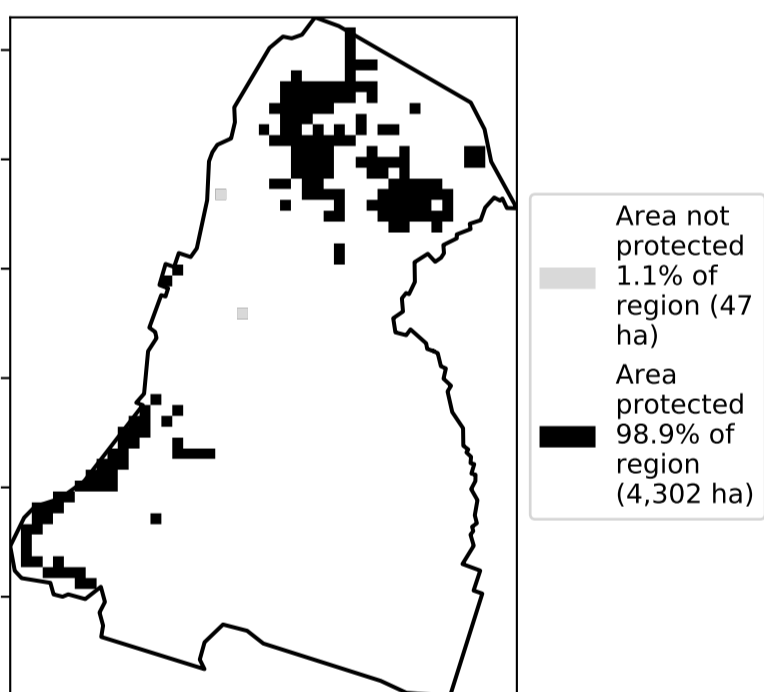 Area not
protected
1.1% of
region (47
ha)
Area
protected
98.9% of
region
(4,302 ha)